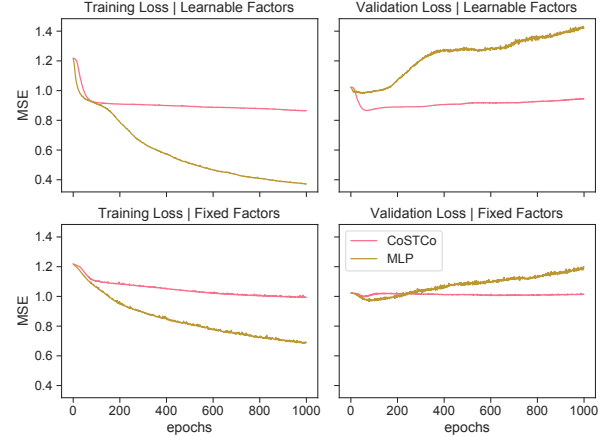 Training Loss | Learnable Factors
Validation Loss | Learnable Factors
1.4
1.2
1.0
0.8
0.6
0.4
MSE
Training Loss | Fixed Factors
Validation Loss | Fixed Factors
1.4
1.2
1.0
0.8
0.6
0.4
MSE
CoSTCo
MLP
0 200 400 600 800 1000
0 200 400 600 800 1000
epochs
epochs